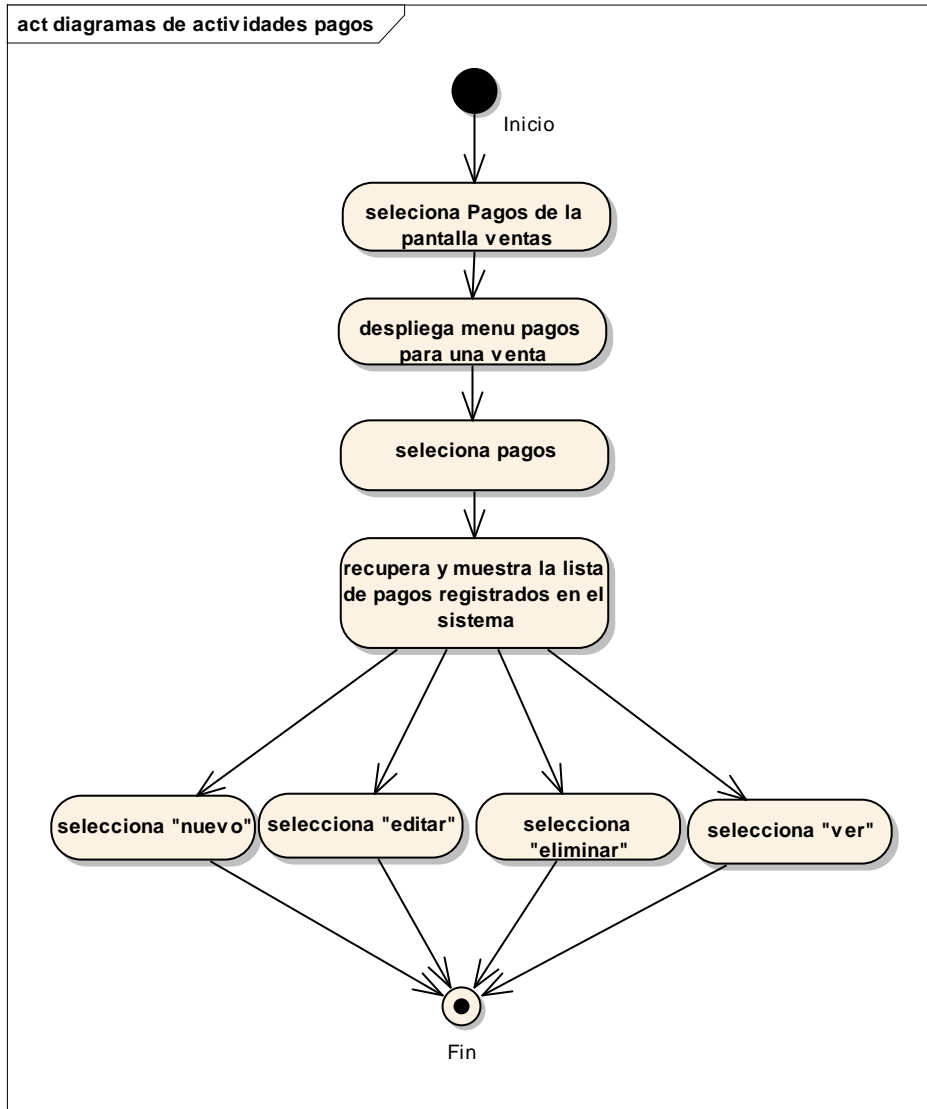 act diagramas de actividades pagos
Inicio
seleciona Pagos de la
pantalla ventas
despliega menu pagos
para una venta
seleciona pagos
recupera y muestra la lista
de pagos registrados en el
sistema
selecciona "nuevo"
selecciona "editar"
selecciona
"eliminar"
selecciona "ver"
Fin